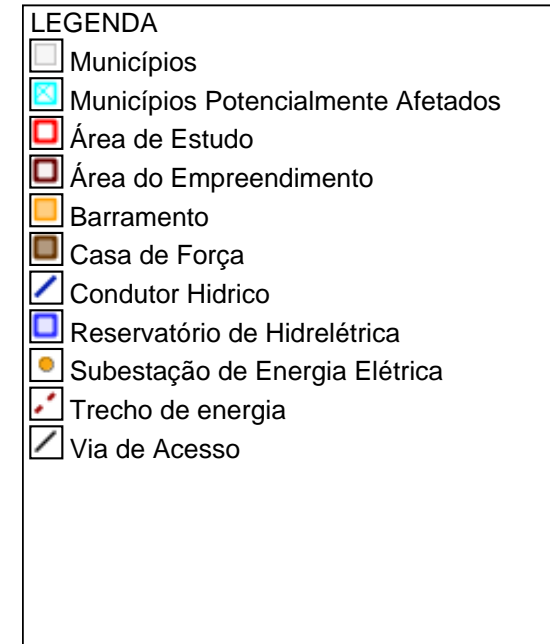 LEGENDA
Municípios
Municípios Potencialmente Afetados
Área de Estudo
Área do Empreendimento
Barramento
Casa de Força
Condutor Hidrico
Reservatório de Hidrelétrica
Subestação de Energia Elétrica
Trecho de energia
Via de Acesso